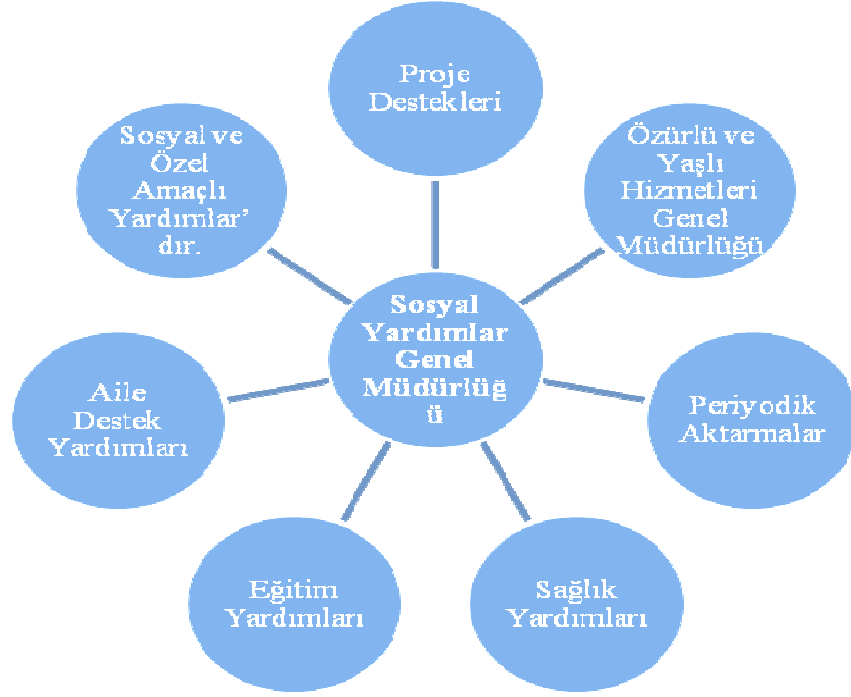 Proje
Destekleri
Özürlü ve
Yaşlı
Hizmetleri
Genel
Müdürlüğü
Periyodik
Aktarmalar
Sağlık
Yardımları
Eğitim
Yardımları
Aile
Destek
Yardımları
Sosyal ve
Özel
Amaçlı
Yardımlar’
dır.
Sosyal
Yardımlar
Genel
Müdürlüğ
ü